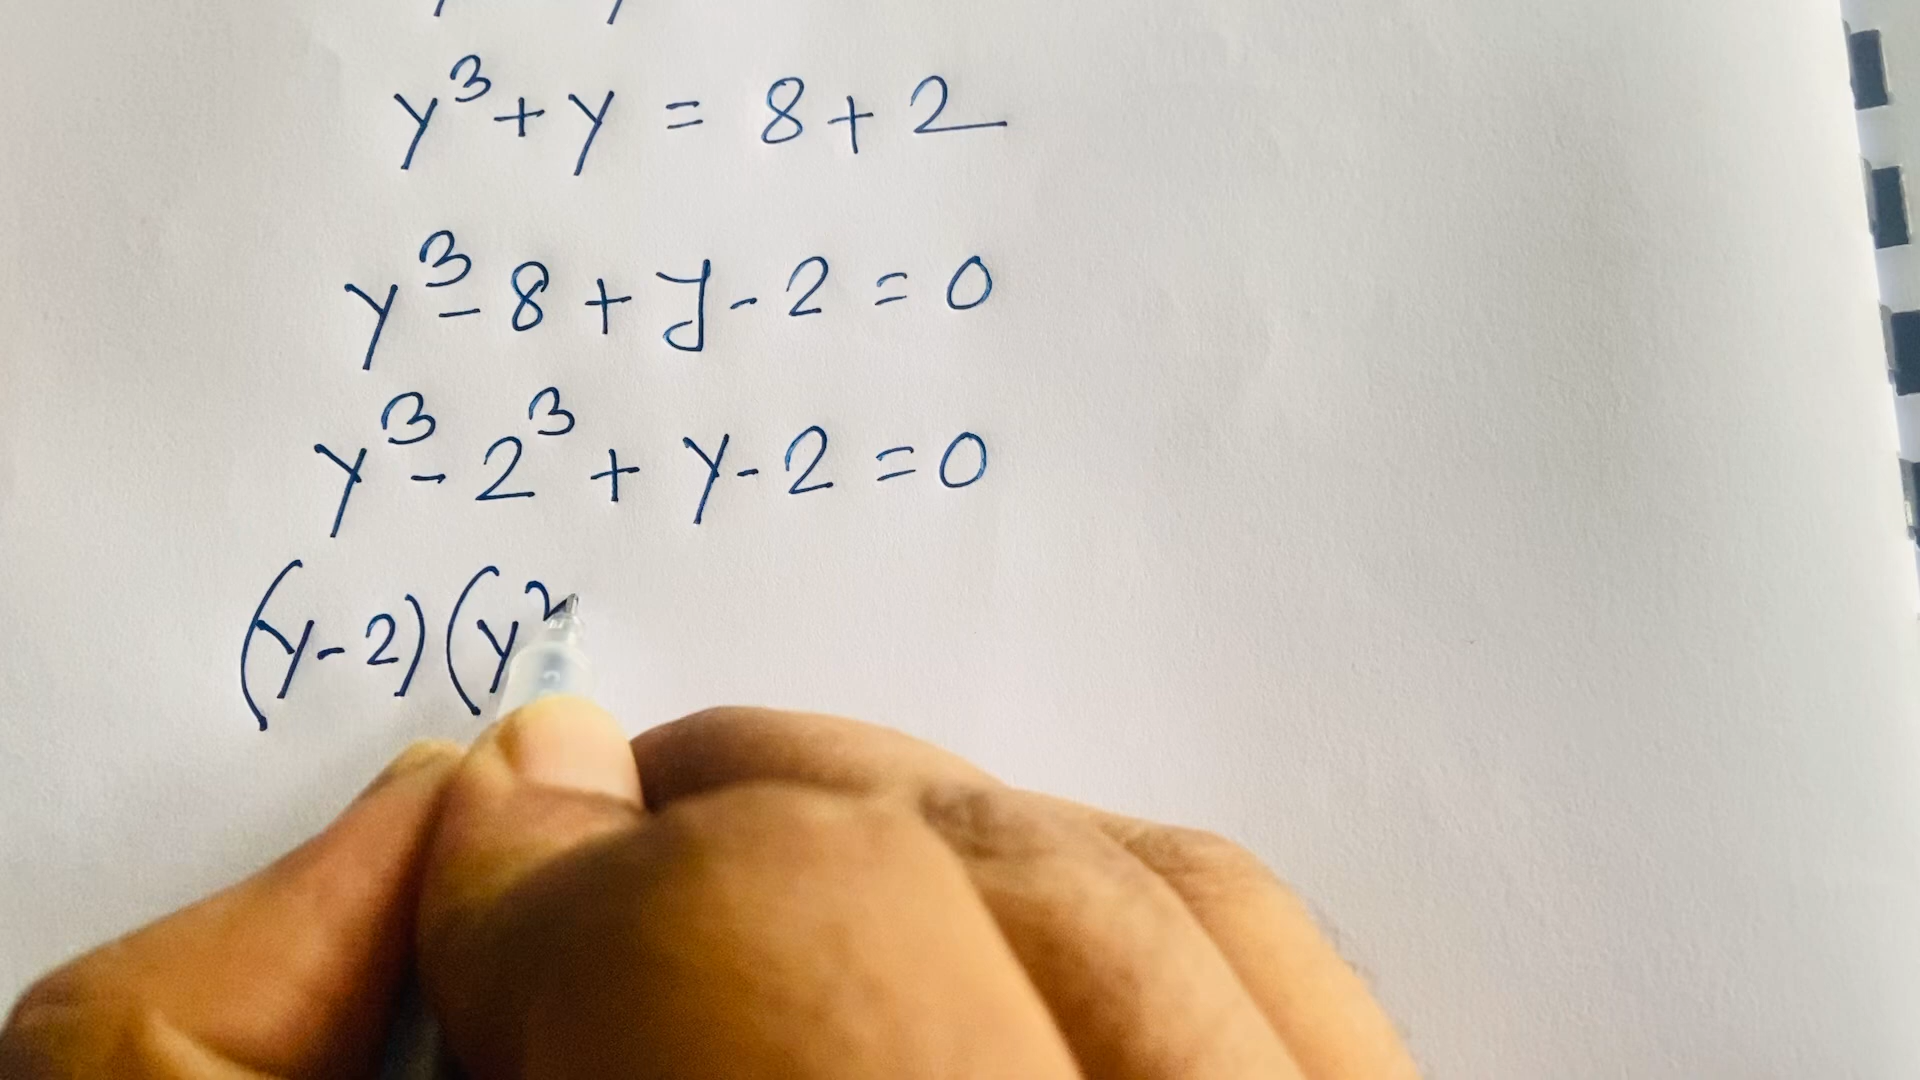 y³ + y = 8 + 2
y³ - 8 + y - 2 = 0
y³ - 2³ + y - 2 = 0
(y - 2)(y²